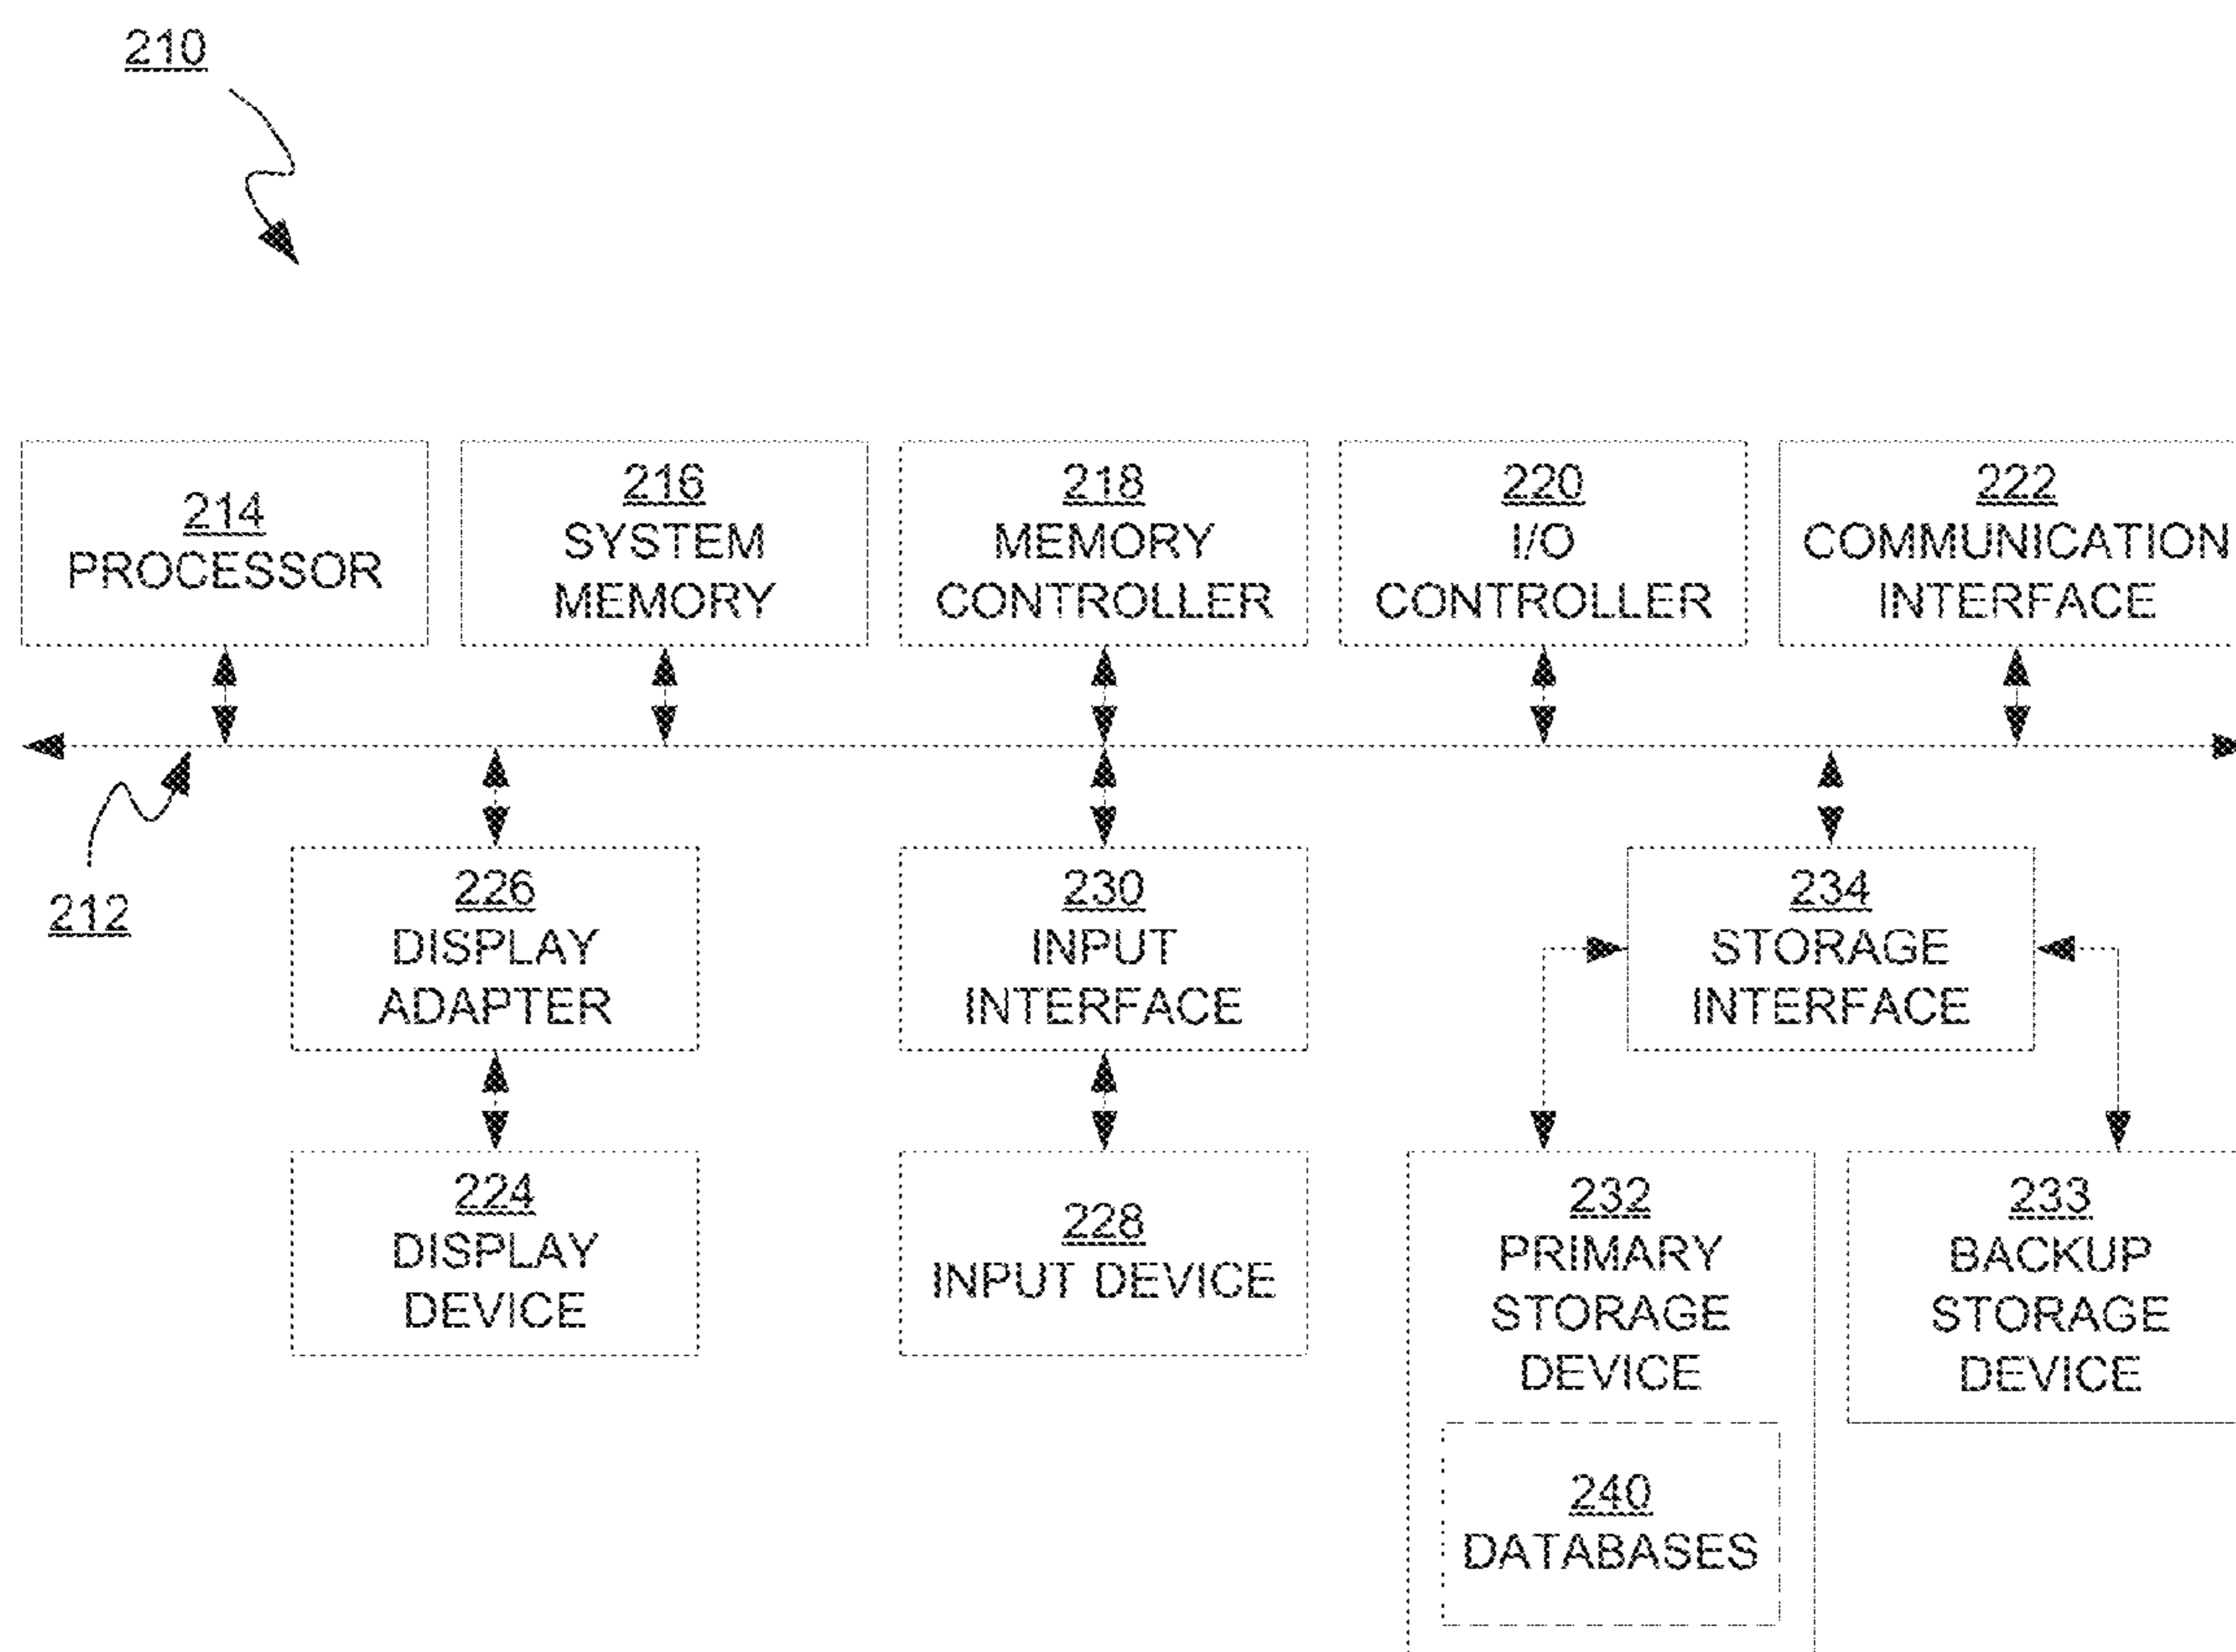 210
214
PROCESSOR
216
SYSTEM
MEMORY
218
MEMORY
CONTROLLER
220
I/O
CONTROLLER
222
COMMUNICATION
INTERFACE
212
226
DISPLAY
ADAPTER
230
INPUT
INTERFACE
234
STORAGE
INTERFACE
224
DISPLAY
DEVICE
228
INPUT DEVICE
232
PRIMARY
STORAGE
DEVICE
233
BACKUP
STORAGE
DEVICE
240
DATABASES